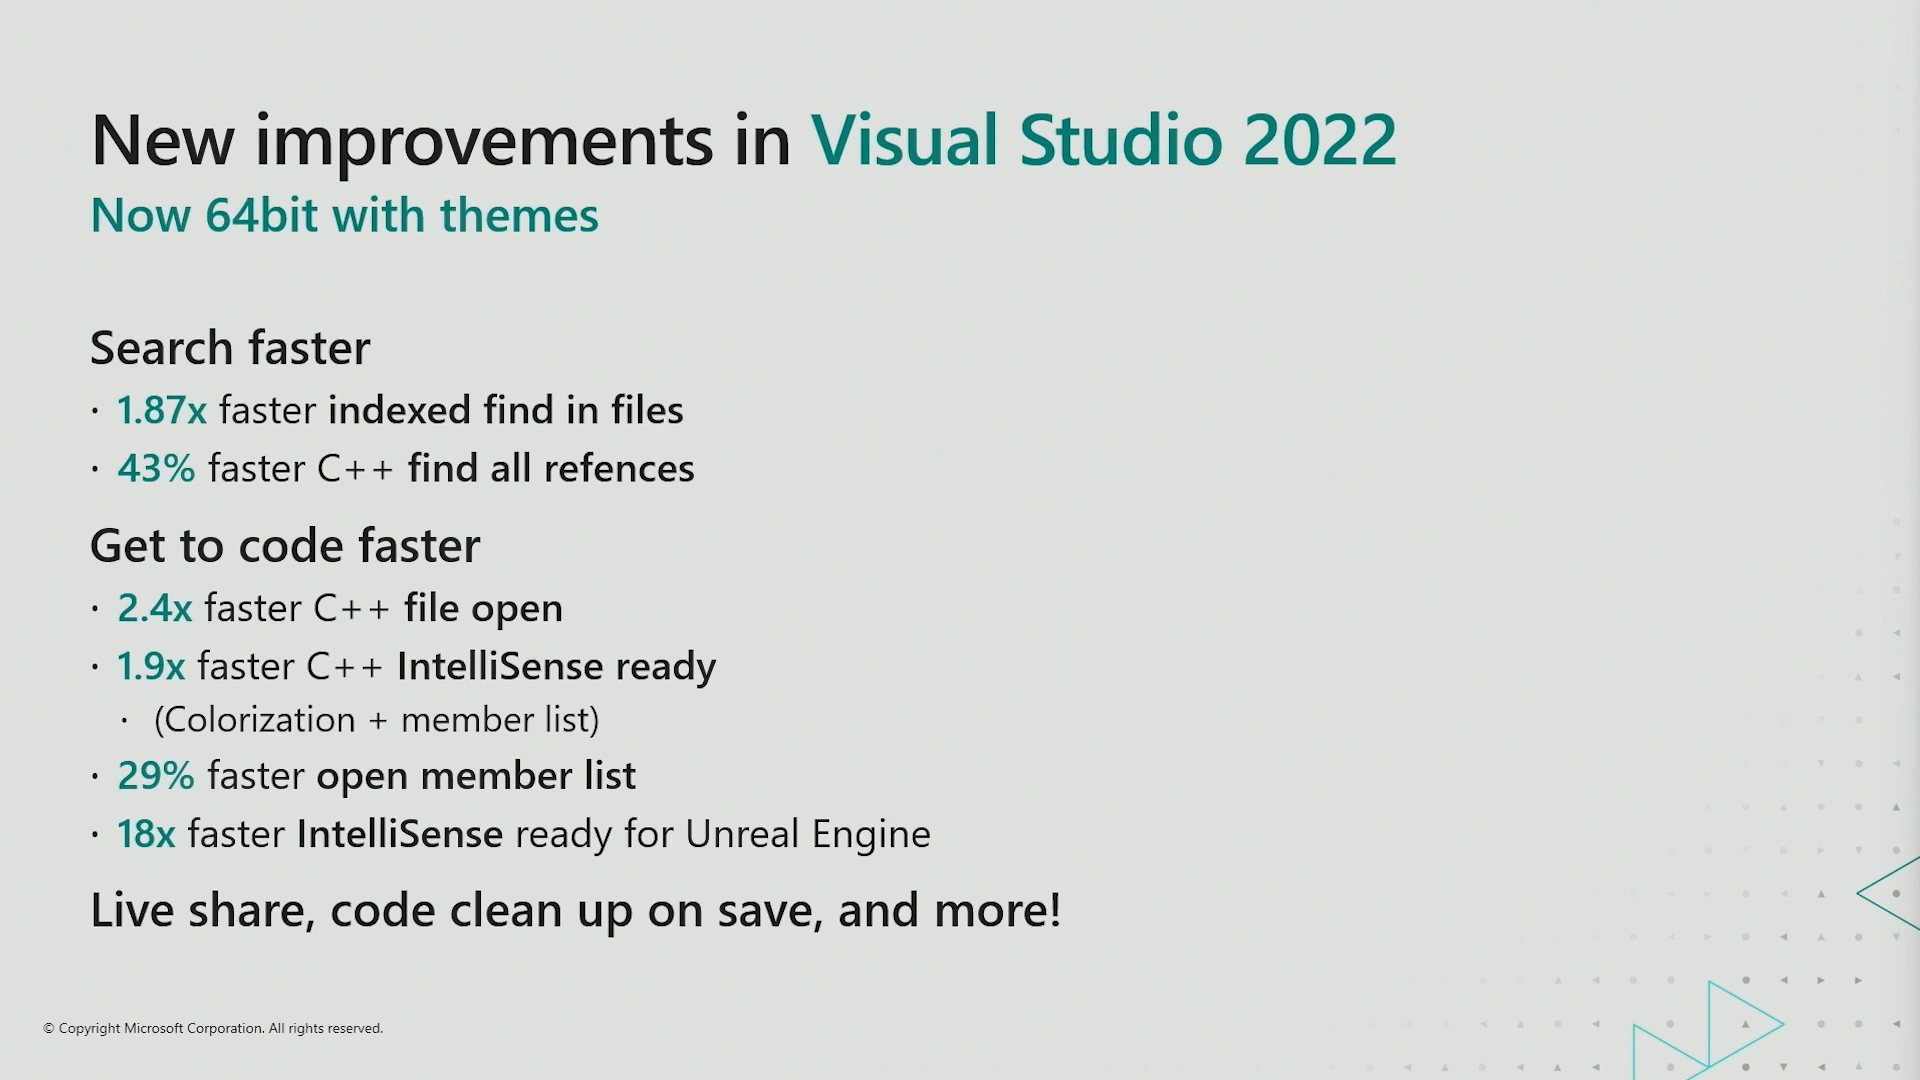 New improvements in Visual Studio 2022
Now 64bit with themes
Search faster
· 1.87x faster indexed find in files
· 43% faster C++ find all refences
Get to code faster
· 2.4x faster C++ file open
· 1.9x faster C++ IntelliSense ready
· (Colorization + member list)
· 29% faster open member list
· 18x faster IntelliSense ready for Unreal Engine
Live share, code clean up on save, and more!
© Copyright Microsoft Corporation. All rights reserved.